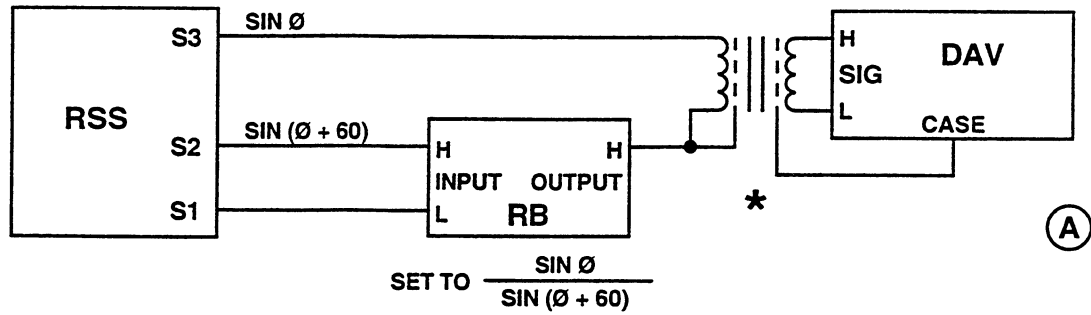 S3
SIN Ø
H
DAV
SIG
RSS
L
S2
SIN (Ø + 60)
H
H
CASE
INPUT
OUTPUT
S1
L
RB
*
A
SET TO
SIN Ø
SIN (Ø + 60)